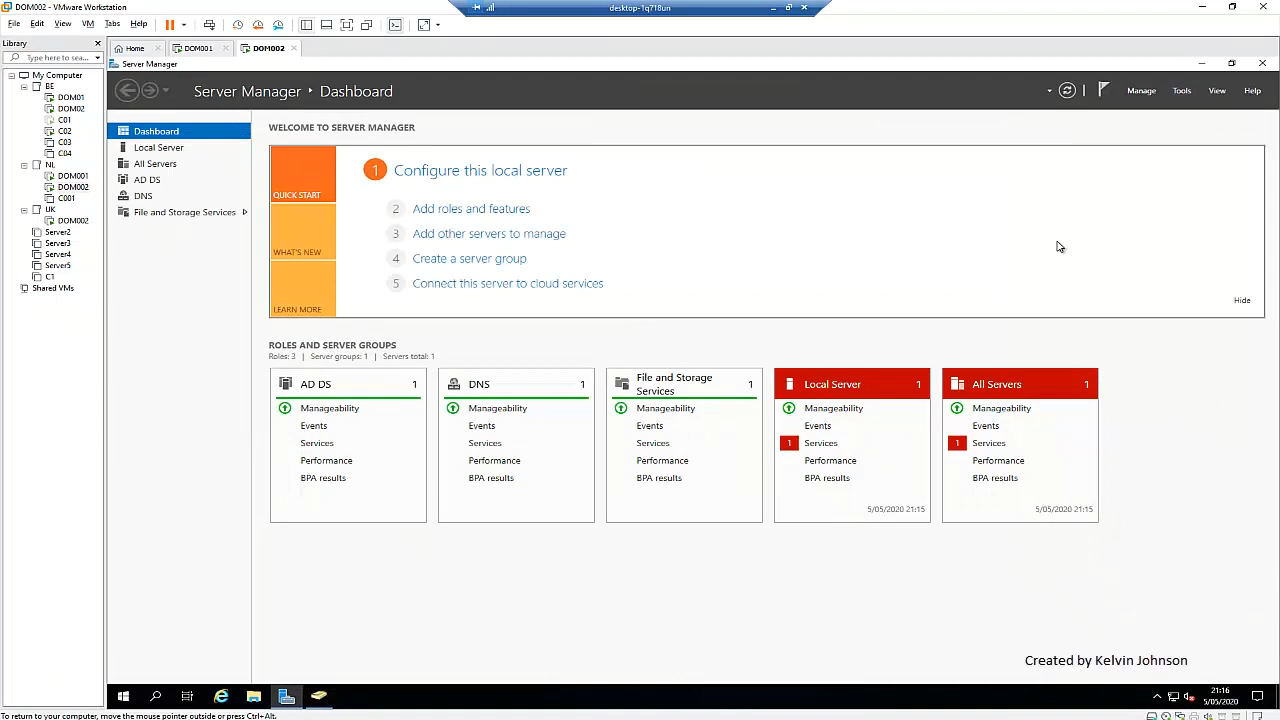 DOM002 - VMware Workstation
desktop-1q718un
File Edit View VM Tabs Help
Library
Type here to sea...
My Computer
BE
DOM01
DOM02
C01
C02
C03
C04
NL
DOM001
DOM002
C001
UK
DOM002
Server2
Server3
Server4
Server5
C1
Shared VMs
Home DOM001 DOM002
Server Manager
Server Manager • Dashboard
Manage Tools View Help
Dashboard
Local Server
All Servers
AD DS
DNS
File and Storage Services
WELCOME TO SERVER MANAGER
QUICK START
WHAT'S NEW
LEARN MORE
1 Configure this local server
2 Add roles and features
3 Add other servers to manage
4 Create a server group
5 Connect this server to cloud services
Hide
ROLES AND SERVER GROUPS
Roles: 3 | Server groups: 1 | Servers total: 1
AD DS 1
Manageability
Events
Services
Performance
BPA results
DNS 1
Manageability
Events
Services
Performance
BPA results
File and Storage
Services 1
Manageability
Events
Services
Performance
BPA results
Local Server 1
Manageability
Events
1 Services
Performance
BPA results
5/05/2020 21:15
All Servers 1
Manageability
Events
1 Services
Performance
BPA results
5/05/2020 21:15
Created by Kelvin Johnson
21:16
5/05/2020
To return to your computer, move the mouse pointer outside or press Ctrl+Alt.